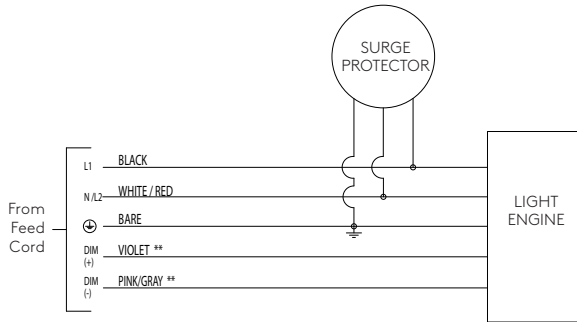 SURGE
PROTECTOR
L1 BLACK
N/L2 WHITE / RED
BARE
DIM
(+)
VIOLET **
DIM
(-)
PINK/GRAY **
From
Feed
Cord
LIGHT
ENGINE